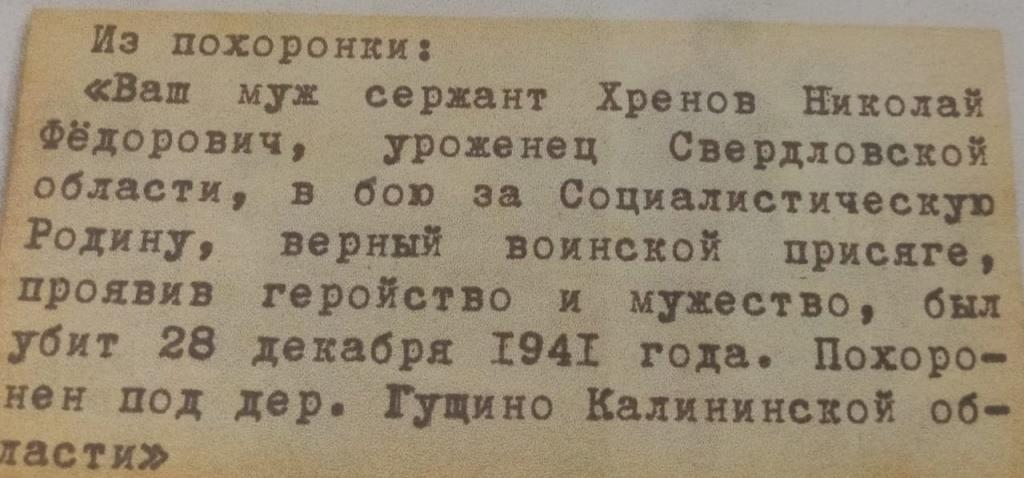 Из похоронки:
«Ваш муж сержант Хренов Николай
Фёдорович, уроженец Свердловской
области, в бою за Социалистическую
Родину, верный воинской присяге,
проявив геройство и мужество, был
убит 28 декабря 1941 года. Похоро-
нен под дер. Гущино Калининской об-
ласти»